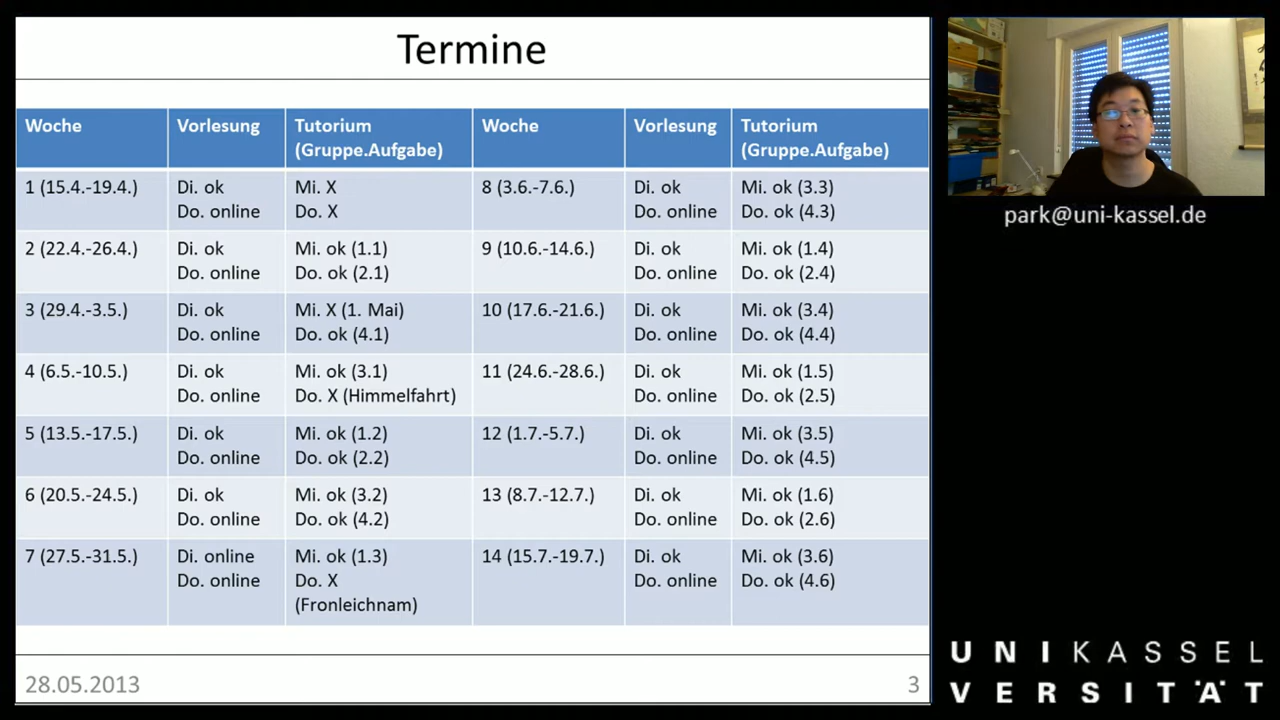 Termine
Woche Vorlesung Tutorium (Gruppe.Aufgabe) Woche Vorlesung Tutorium (Gruppe.Aufgabe)
1 (15.4.-19.4.) Di. ok Mi. X 8 (3.6.-7.6.) Di. ok Mi. ok (3.3)
Do. online Do. X Do. online Do. ok (4.3)
2 (22.4.-26.4.) Di. ok Mi. ok (1.1) 9 (10.6.-14.6.) Di. ok Mi. ok (1.4)
Do. online Do. ok (2.1) Do. online Do. ok (2.4)
3 (29.4.-3.5.) Di. ok Mi. X (1. Mai) 10 (17.6.-21.6.) Di. ok Mi. ok (3.4)
Do. online Do. ok (4.1) Do. online Do. ok (4.4)
4 (6.5.-10.5.) Di. ok Mi. ok (3.1) 11 (24.6.-28.6.) Di. ok Mi. ok (1.5)
Do. online Do. X (Himmelfahrt) Do. online Do. ok (2.5)
5 (13.5.-17.5.) Di. ok Mi. ok (1.2) 12 (1.7.-5.7.) Di. ok Mi. ok (3.5)
Do. online Do. ok (2.2) Do. online Do. ok (4.5)
6 (20.5.-24.5.) Di. ok Mi. ok (3.2) 13 (8.7.-12.7.) Di. ok Mi. ok (1.6)
Do. online Do. ok (4.2) Do. online Do. ok (2.6)
7 (27.5.-31.5.) Di. online Mi. ok (1.3) 14 (15.7.-19.7.) Di. ok Mi. ok (3.6)
Do. online Do. X Do. online Do. ok (4.6)
(Fronleichnam)
28.05.2013 3
park@uni-kassel.de
UNIKASSEL
VERSITÄT